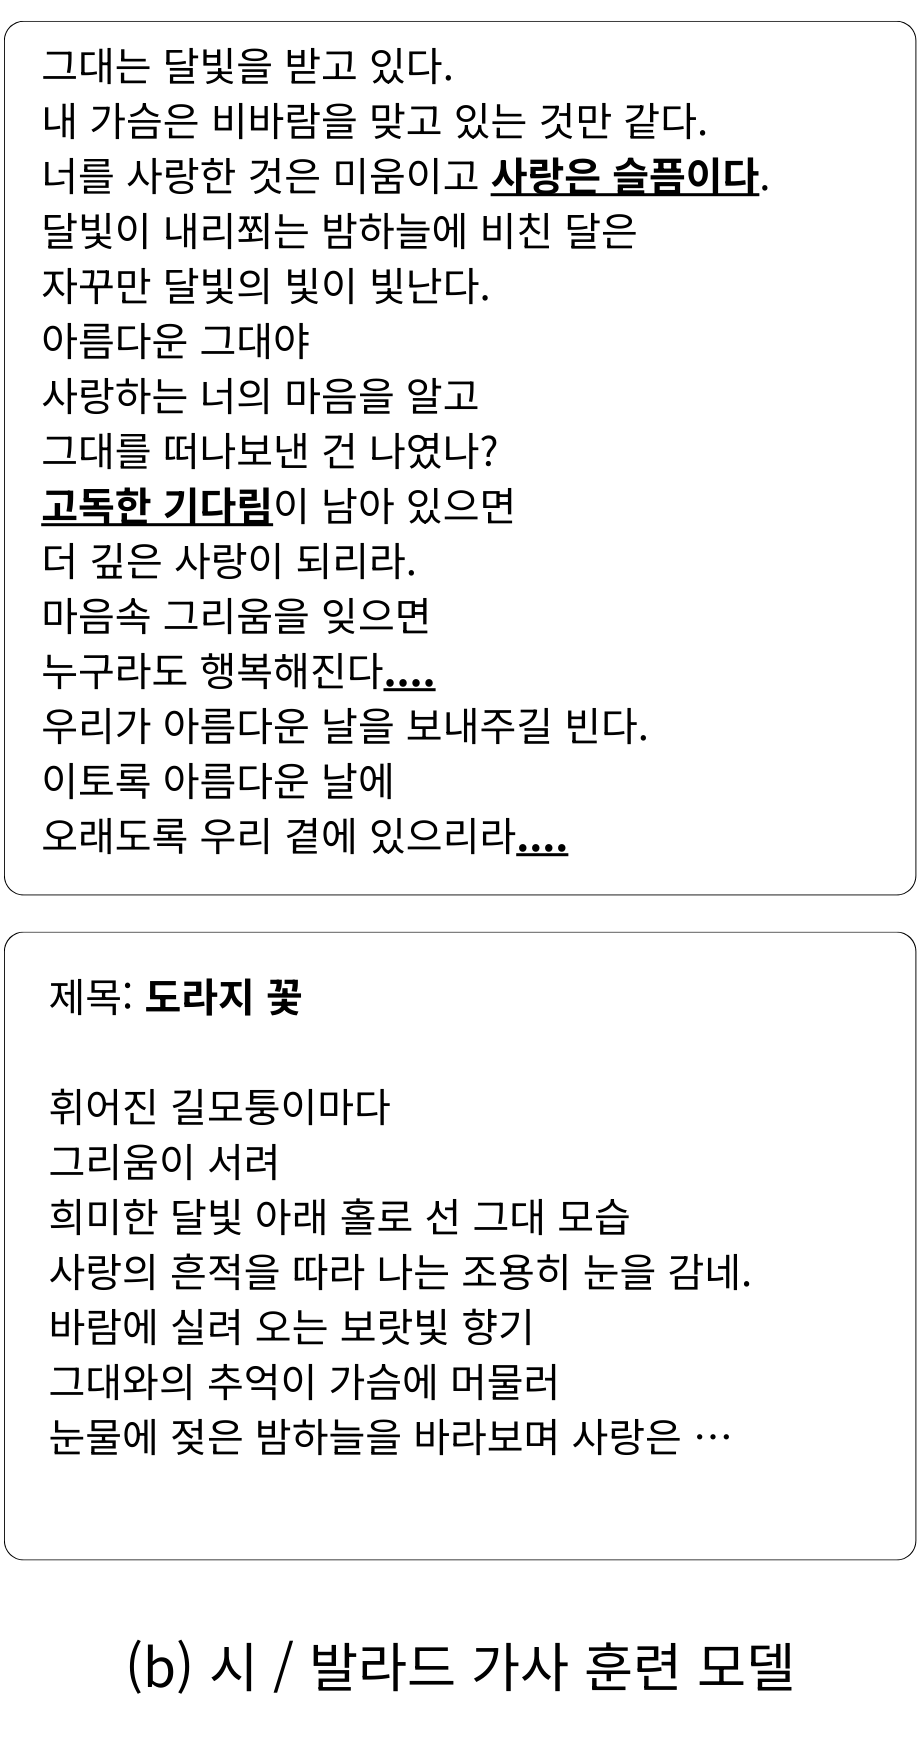 그대는 달빛을 받고 있다.
내 가슴은 비바람을 맞고 있는 것만 같다.
너를 사랑한 것은 미움이고 사랑은 슬픔이다.
달빛이 내리쬐는 밤하늘에 비친 달은
자꾸만 달빛의 빛이 빛난다.
아름다운 그대야
사랑하는 너의 마음을 알고
그대를 떠나보낸 건 나였나?
고독한 기다림이 남아 있으면
더 깊은 사랑이 되리라.
마음속 그리움을 잊으면
누구라도 행복해진다....
우리가 아름다운 날을 보내주길 빈다.
이토록 아름다운 날에
오래도록 우리 곁에 있으리라....
제목: 도라지 꽃
휘어진 길모퉁이마다
그리움이 서려
희미한 달빛 아래 홀로 선 그대 모습
사랑의 흔적을 따라 나는 조용히 눈을 감네.
바람에 실려 오는 보랏빛 향기
그대와의 추억이 가슴에 머물러
눈물에 젖은 밤하늘을 바라보며 사랑은 …
(b) 시 / 발라드 가사 훈련 모델